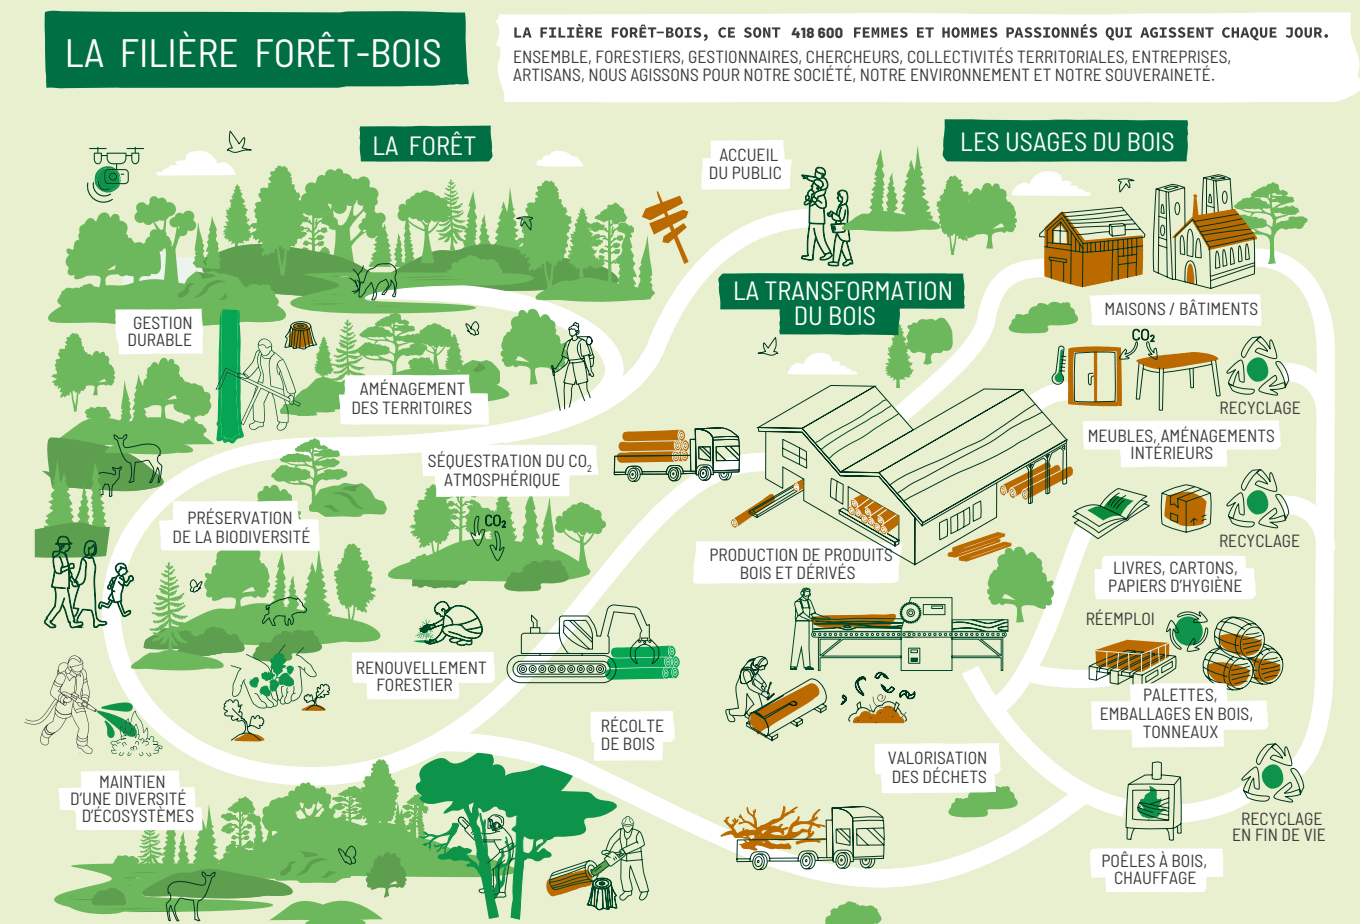 LA FILIÈRE FORÊT-BOIS
LA FILIÈRE FORÊT-BOIS, CE SONT 418 600 FEMMES ET HOMMES PASSIONNÉS QUI AGISSENT CHAQUE JOUR.
ENSEMBLE, FORESTIERS, GESTIONNAIRES, CHERCHEURS, COLLECTIVITÉS TERRITORIALES, ENTREPRISES,
ARTISANS, NOUS AGISSONS POUR NOTRE SOCIÉTÉ, NOTRE ENVIRONNEMENT ET NOTRE SOUVERAINETÉ.
LA FORÊT
GESTION
DURABLE
AMÉNAGEMENT
DES TERRITOIRES
SÉQUESTRATION DU CO₂
ATMOSPHÉRIQUE
CO₂
PRÉSERVATION
DE LA BIODIVERSITÉ
RENOUVELLEMENT
FORESTIER
MAINTIEN
D'UNE DIVERSITÉ
D'ÉCOSYSTÈMES
RÉCOLTE
DE BOIS
ACCUEIL
DU PUBLIC
LA TRANSFORMATION
DU BOIS
PRODUCTION DE PRODUITS
BOIS ET DÉRIVÉS
VALORISATION
DES DÉCHETS
LES USAGES DU BOIS
MAISONS / BÂTIMENTS
CO₂
RECYCLAGE
MEUBLES, AMÉNAGEMENTS
INTÉRIEURS
RECYCLAGE
LIVRES, CARTONS,
PAPIERS D'HYGIÈNE
RÉEMPLOI
PALETTES,
EMBALLAGES EN BOIS,
TONNEAUX
RECYCLAGE
EN FIN DE VIE
POÊLES À BOIS,
CHAUFFAGE